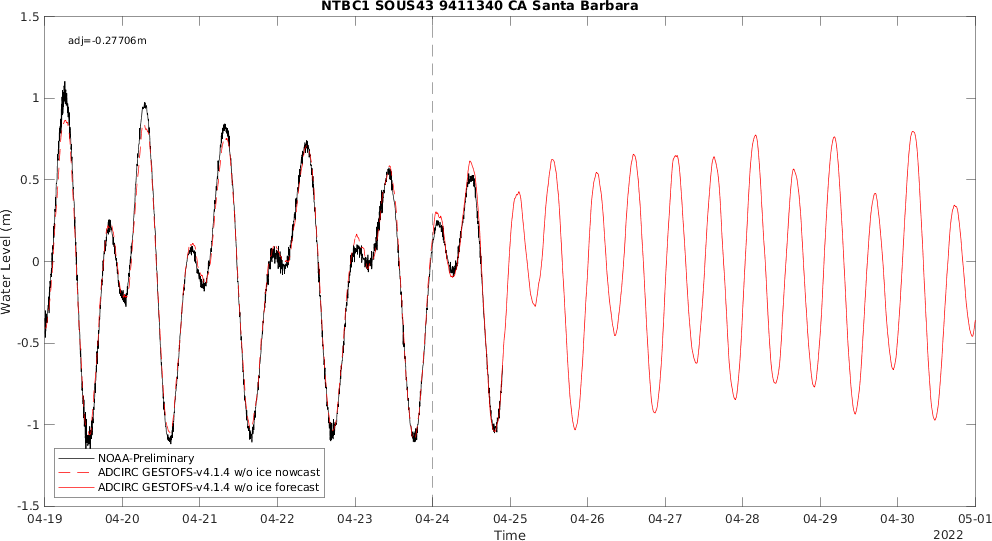 NTBC1 SOUS43 9411340 CA Santa Barbara
adj=-0.27706m
1.5
1
0.5
0
-0.5
-1
-1.5
Water Level (m)
NOAA-Preliminary
ADCIRC GESTOFS-v4.1.4 w/o ice nowcast
ADCIRC GESTOFS-v4.1.4 w/o ice forecast
04-19 04-20 04-21 04-22 04-23 04-24 04-25 04-26 04-27 04-28 04-29 04-30 05-01
Time
2022